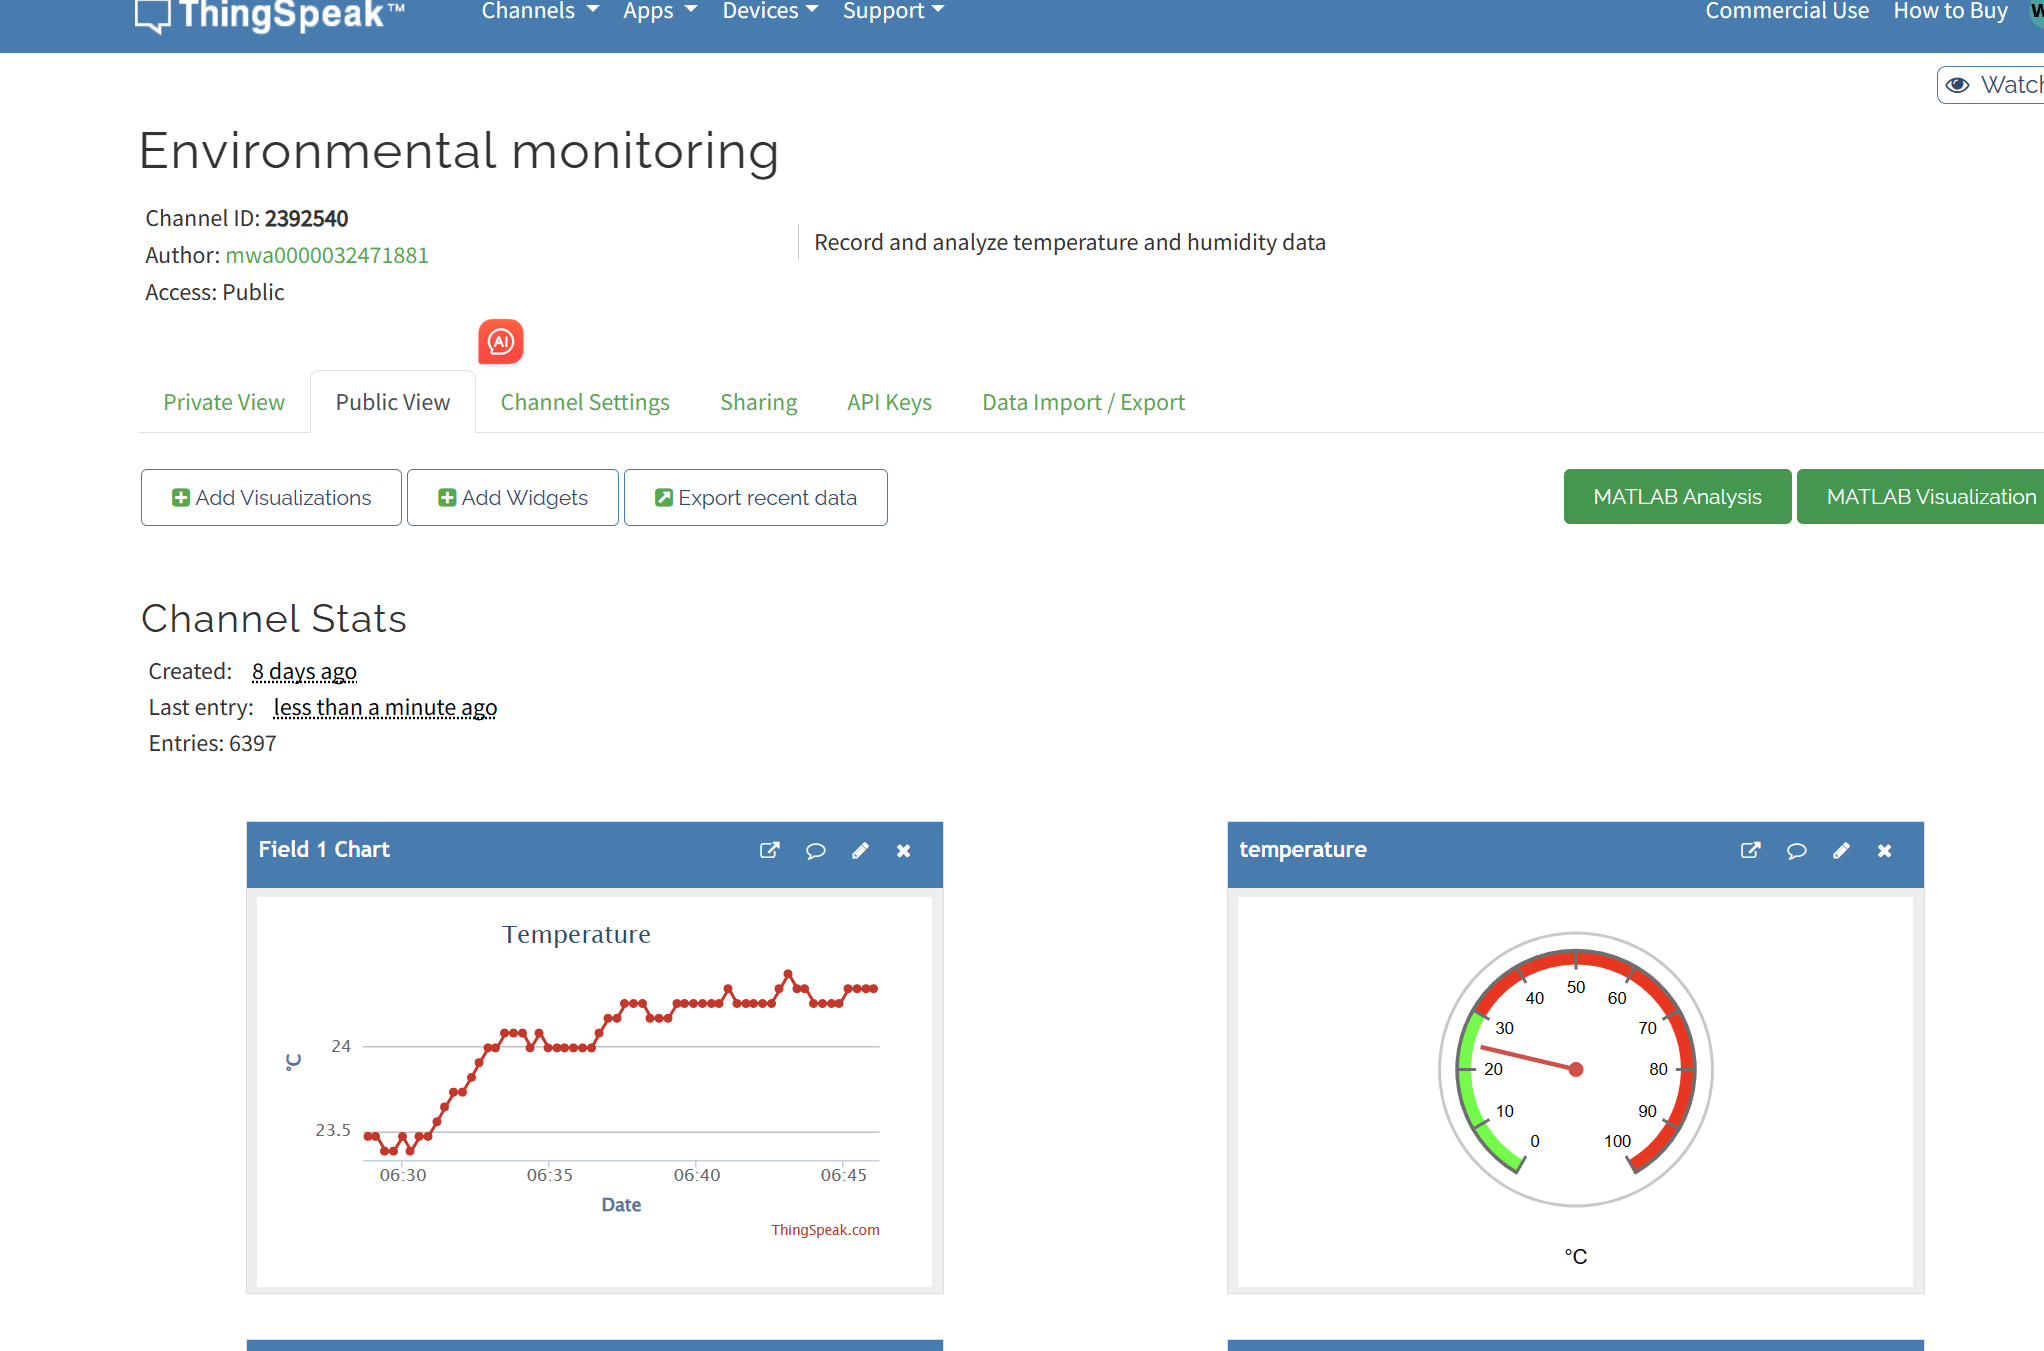 ThingSpeak™
Channels Apps Devices Support Commercial Use How to Buy
Watch
Environmental monitoring
Channel ID: 2392540
Author: mwa0000032471881
Access: Public
Record and analyze temperature and humidity data
AI
Private View Public View Channel Settings Sharing API Keys Data Import / Export
Add Visualizations Add Widgets Export recent data MATLAB Analysis MATLAB Visualization
Channel Stats
Created: 8 days ago
Last entry: less than a minute ago
Entries: 6397
Field 1 Chart
Temperature
°C
24
23.5
06:30 06:35 06:40 06:45
Date
ThingSpeak.com
temperature
0 10 20 30 40 50 60 70 80 90 100
°C